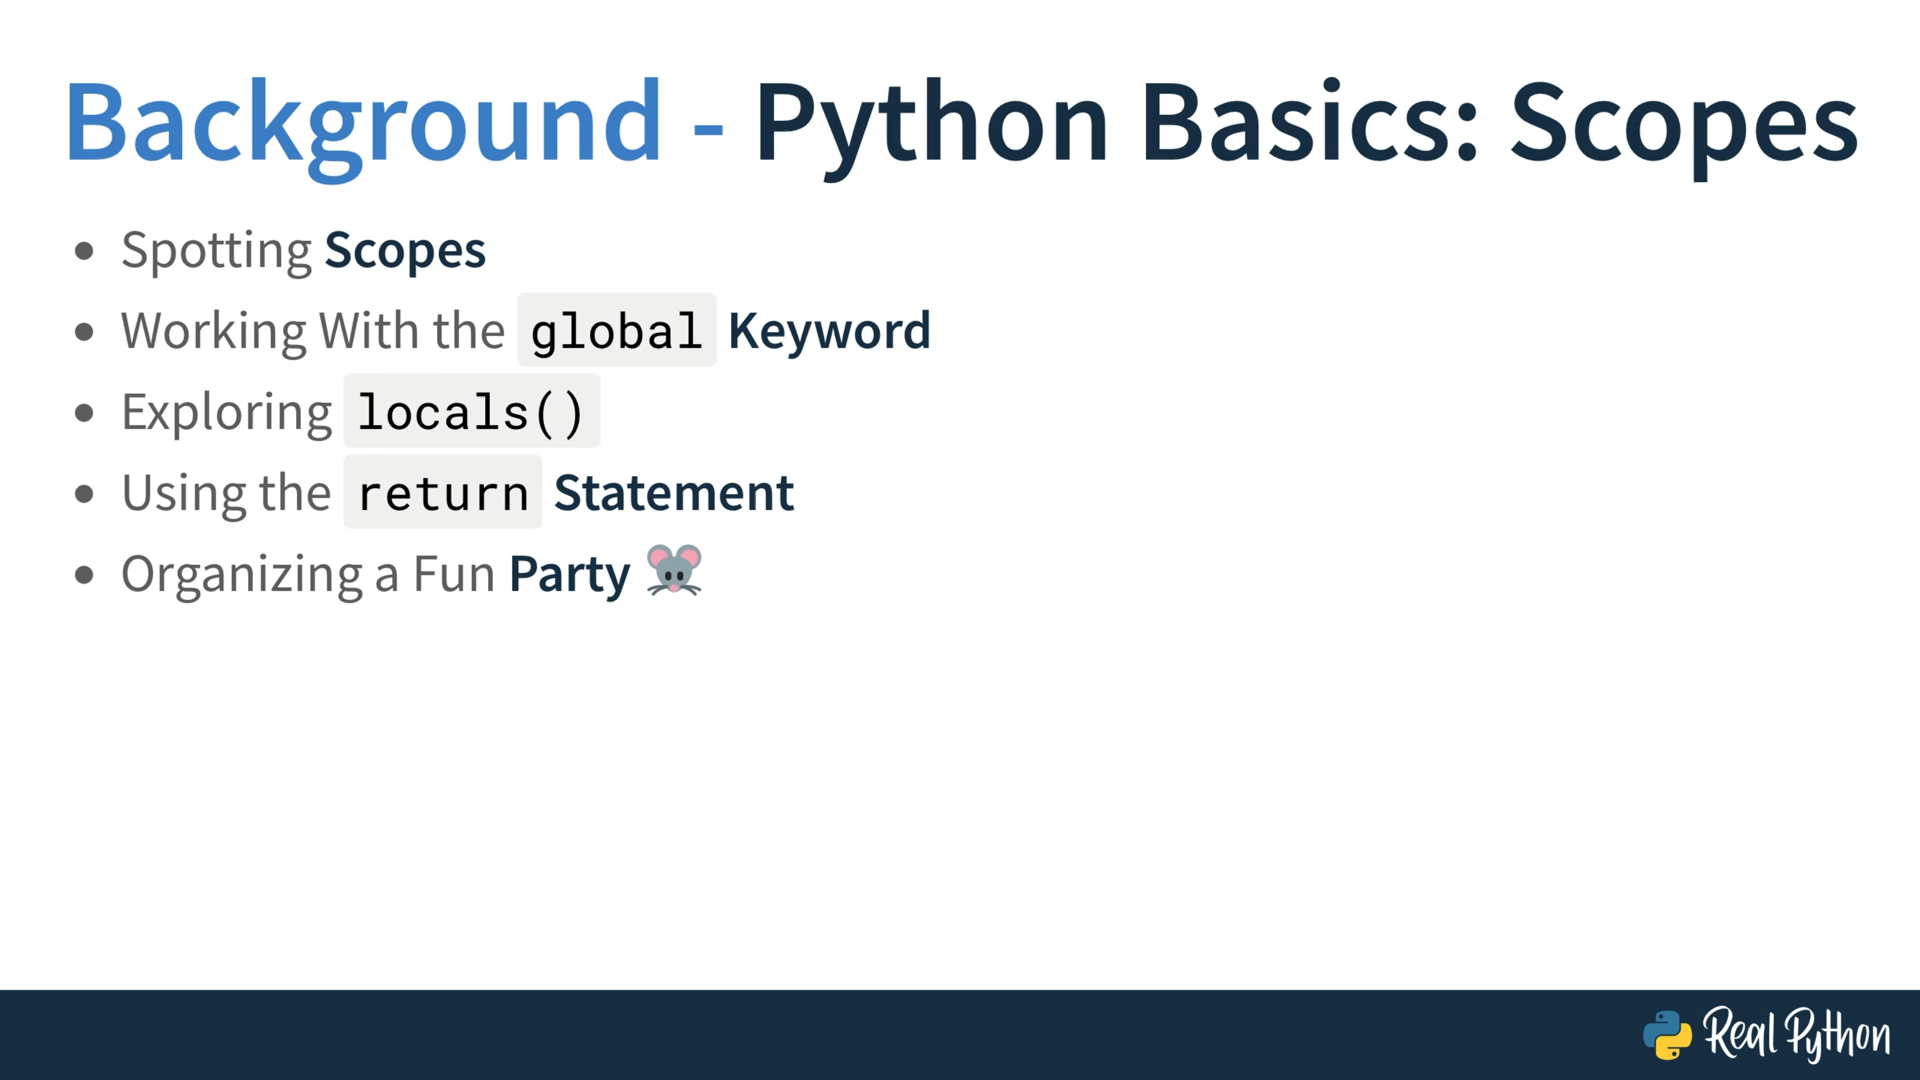 Background - Python Basics: Scopes
• Spotting Scopes
• Working With the global Keyword
• Exploring locals()
• Using the return Statement
• Organizing a Fun Party 🐭
Real Python